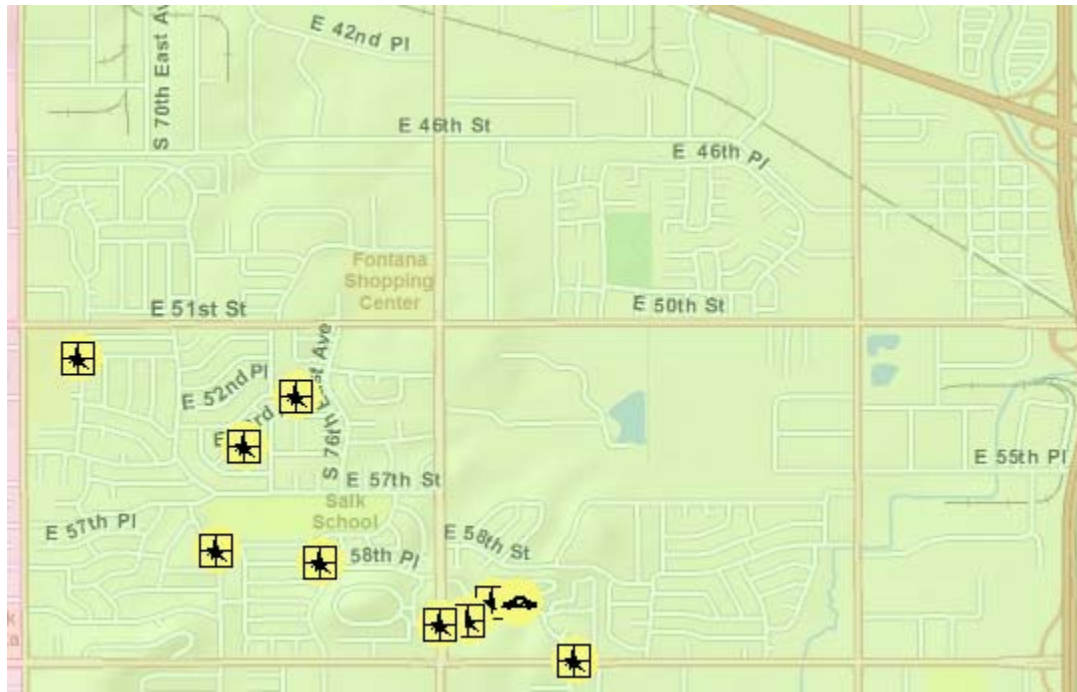 E 42nd Pl
S 70th East Av
E 46th St
E 46th Pl
Fontana
Shopping
Center
E 51st St
E 50th St
E 52nd Pl
S 76th East Ave
E 55th Pl
E 57th St
Salk
School
E 57th Pl
E 58th St
58th Pl